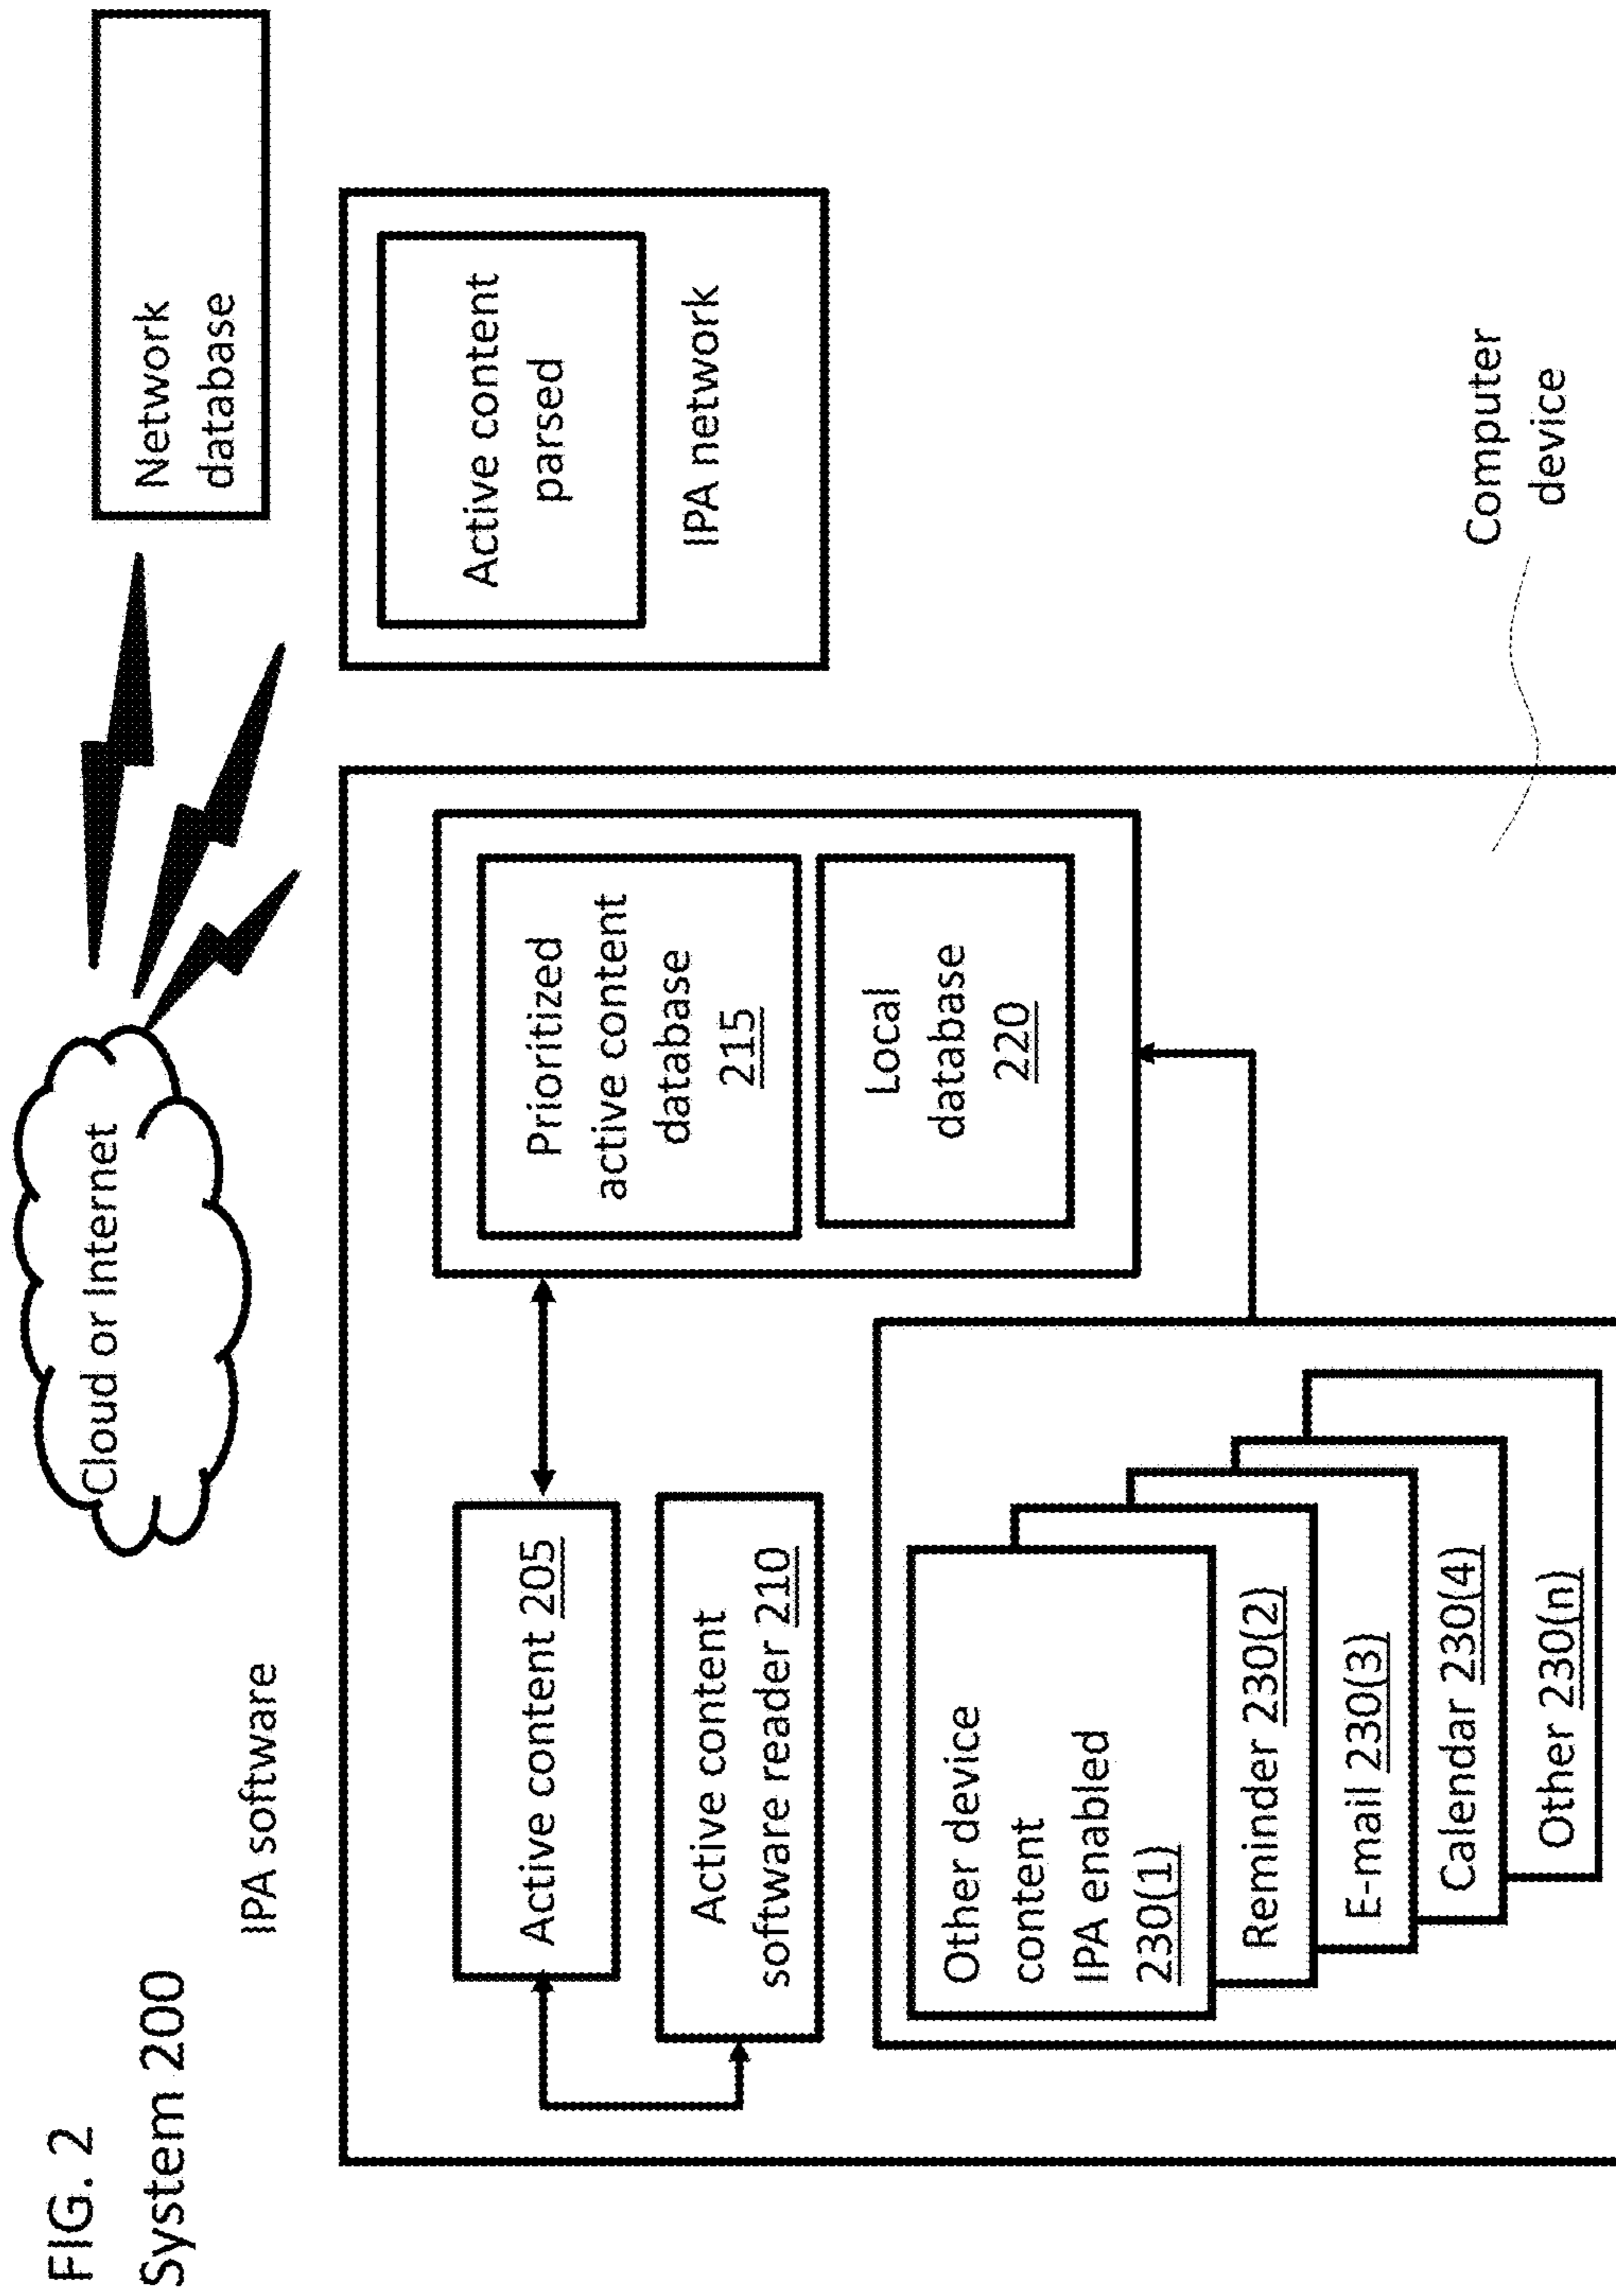 FIG. 2
System 200
IPA software
Cloud or Internet
Network
database
Active content 205
Active content
software reader 210
Prioritized
active content
database
215
Local
database
220
Active content
parsed
IPA network
Other device
content
IPA enabled
230(1)
Reminder 230(2)
E-mail 230(3)
Calendar 230(4)
Other 230(n)
Computer
device